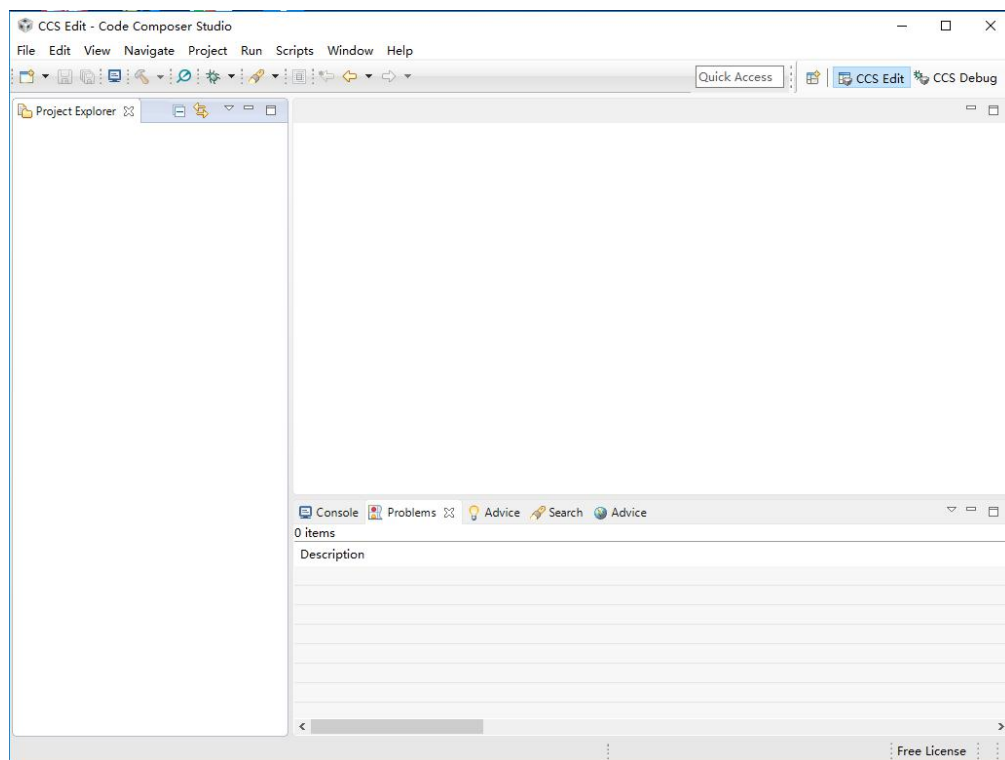 CCS Edit - Code Composer Studio
File Edit View Navigate Project Run Scripts Window Help
Quick Access CCS Edit CCS Debug
Project Explorer
Console Problems Advice Search Advice
0 items
Description
Free License